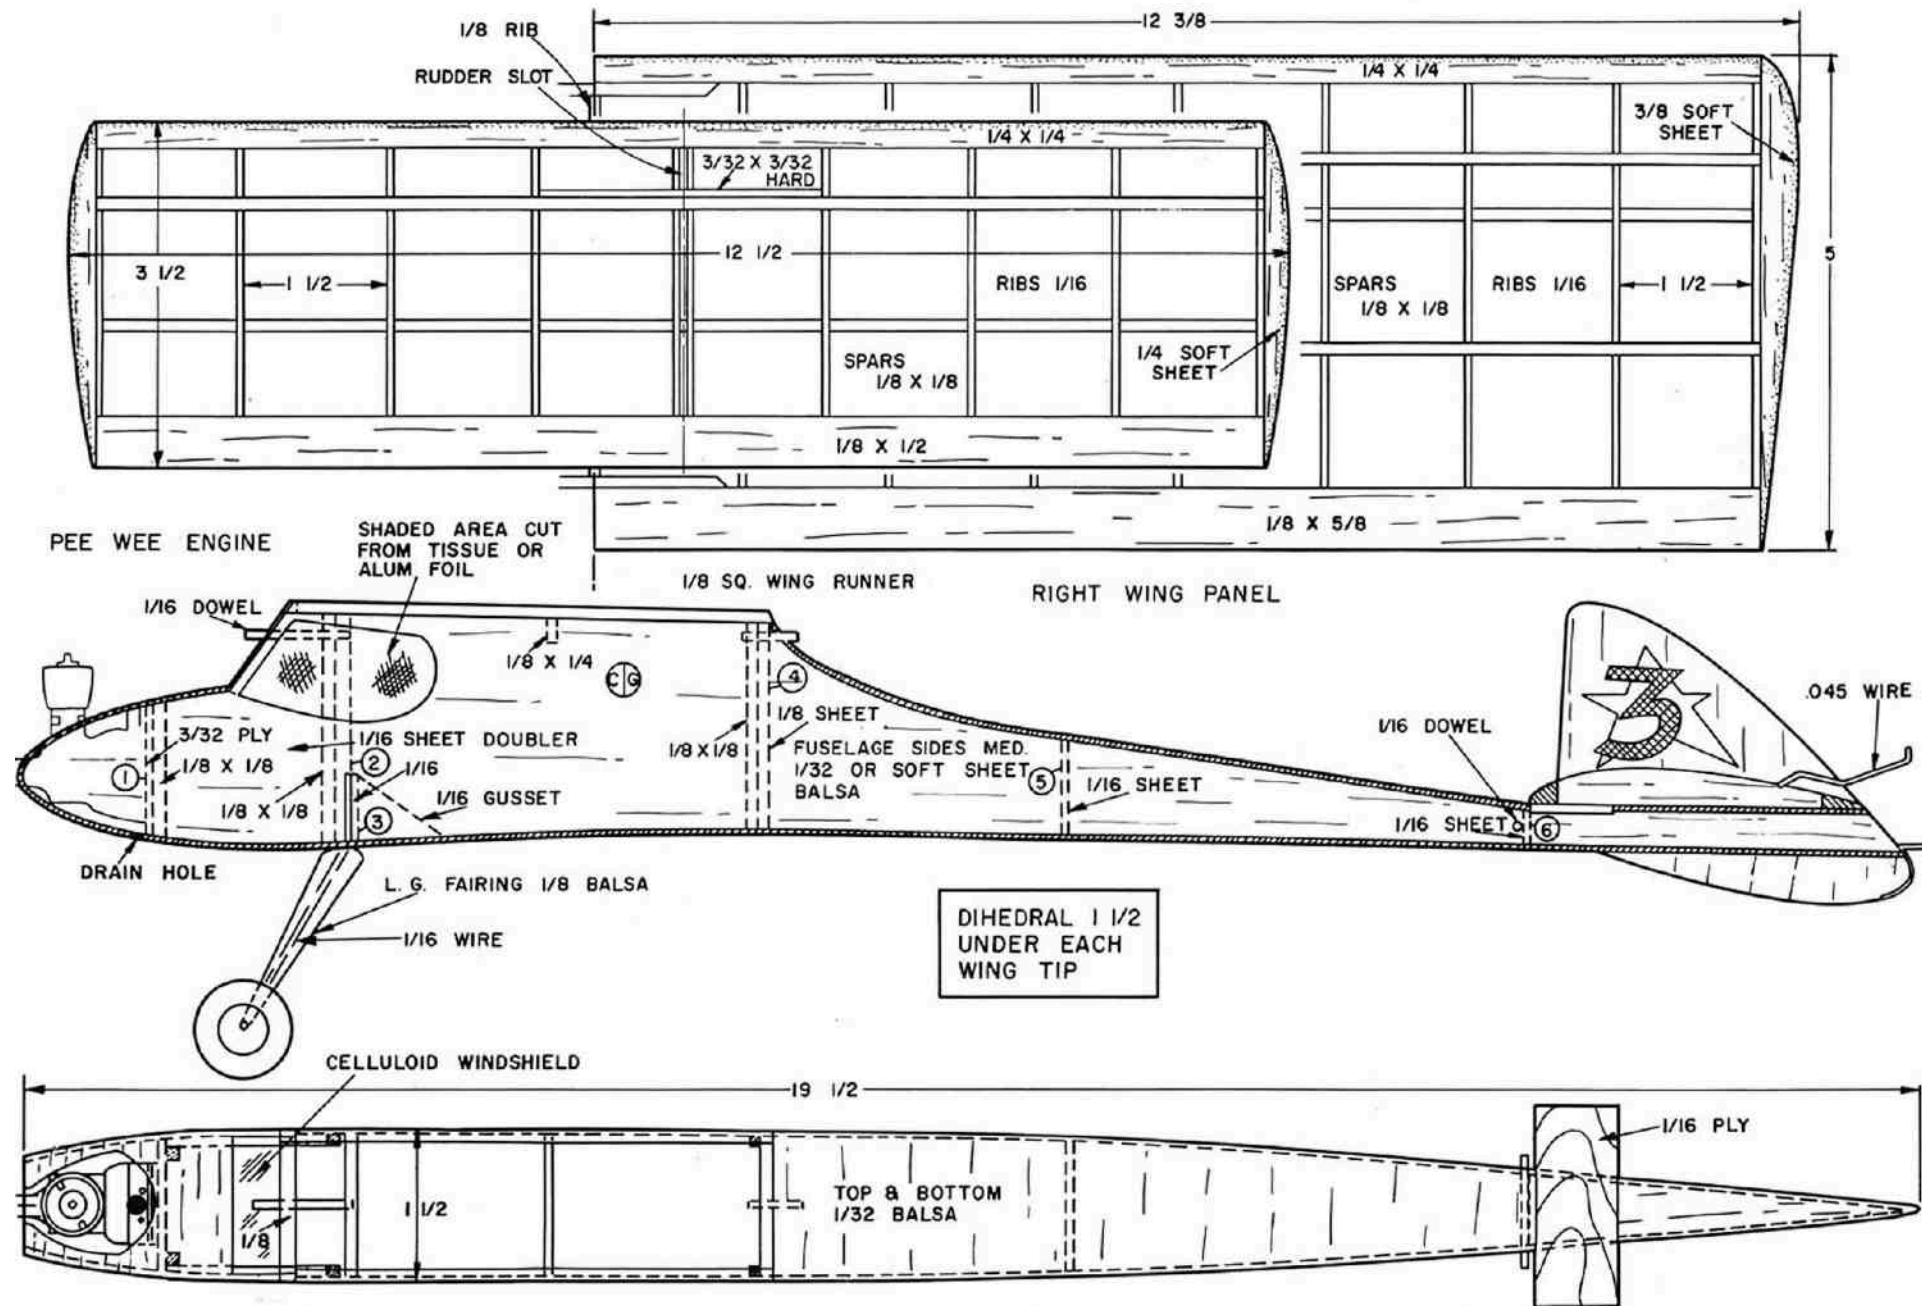 12 3/8
1/8 RIB
RUDDER SLOT
1/4 X 1/4
3/8 SOFT
SHEET
1/4 X 1/4
3/32 X 3/32
HARD
12 1/2
3 1/2
1 1/2
RIBS 1/16
SPARS
1/8 X 1/8
RIBS 1/16
1 1/2
5
SPARS
1/8 X 1/8
1/4 SOFT
SHEET
1/8 X 1/2
1/8 X 5/8
PEE WEE ENGINE
SHADED AREA CUT
FROM TISSUE OR
ALUM FOIL
1/8 SQ. WING RUNNER
RIGHT WING PANEL
1/16 DOWEL
1/8 X 1/4
C G
4
3
.045 WIRE
1/16 DOWEL
3/32 PLY
1/16 SHEET DOUBLER
1/8 X 1/8
1
2
1/16
1/8 X 1/8
1/16 GUSSET
3
1/8 X 1/8
1/8 SHEET
FUSELAGE SIDES MED.
1/32 OR SOFT SHEET
BALSA
5
1/16 SHEET
1/16 SHEET
6
DRAIN HOLE
L. G. FAIRING 1/8 BALSA
1/16 WIRE
DIHEDRAL 1 1/2
UNDER EACH
WING TIP
CELLULOID WINDSHIELD
19 1/2
1/16 PLY
1/8
1 1/2
TOP & BOTTOM
1/32 BALSA